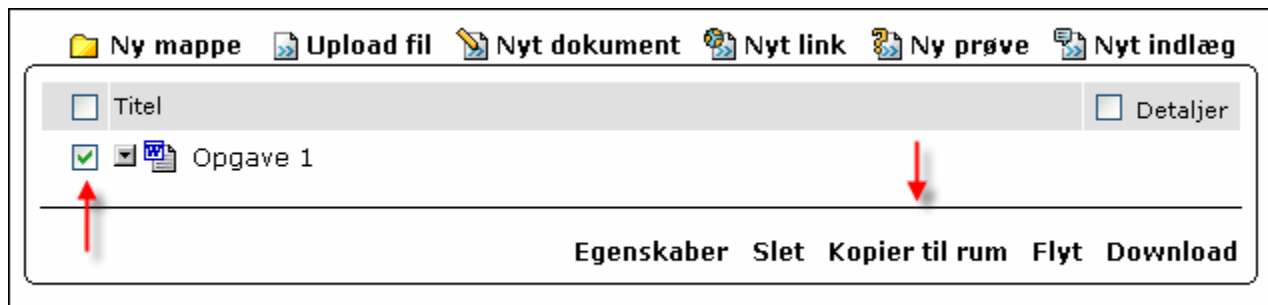 Ny mappe Upload fil Nyt dokument Nyt link Ny prøve Nyt indlæg
Titel Detaljer
Opgave 1
Egenskaber Slet Kopier til rum Flyt Download